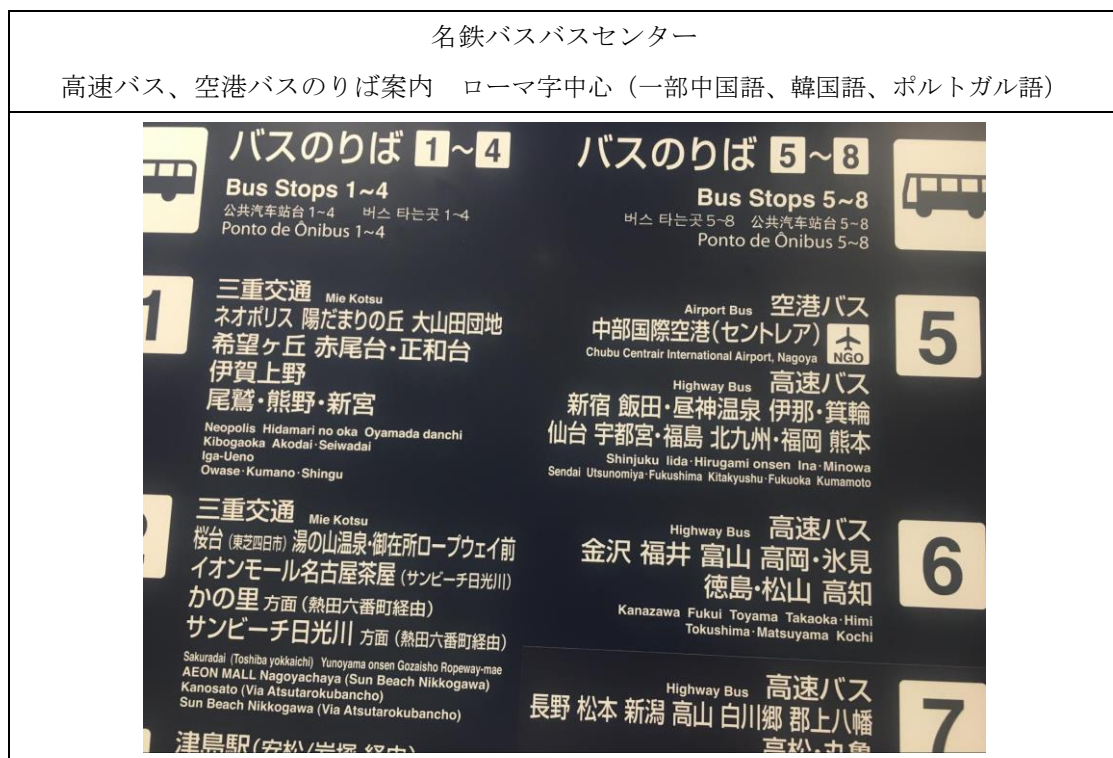 名鉄バスバスセンター
高速バス、空港バスのりば案内　ローマ字中心（一部中国語、韓国語、ポルトガル語）
バスのりば 1～4
Bus Stops 1~4
公共汽车站台 1~4 버스 타는곳 1~4
Ponto de Ônibus 1~4
1
三重交通 Mie Kotsu
ネオポリス 陽だまりの丘 大山田団地
希望ヶ丘 赤尾台・正和台
伊賀上野
尾鷲・熊野・新宮
Neopolis Hidamari no oka Oyamada danchi
Kibogaoka Akodai·Seiwadai
Iga-Ueno
Owase·Kumano·Shingu
2
三重交通 Mie Kotsu
桜台（東芝四日市）湯の山温泉・御在所ロープウェイ前
イオンモール名古屋茶屋（サンビーチ日光川）
かの里 方面（熱田六番町経由）
サンビーチ日光川 方面（熱田六番町経由）
Sakuradai (Toshiba yokkaichi) Yunoyama onsen Gozaisho Ropeway-mae
AEON MALL Nagoyachaya (Sun Beach Nikkogawa)
Kanosato (Via Atsutarokubancho)
Sun Beach Nikkogawa (Via Atsutarokubancho)
津島駅（安松/岩塚 経由）
バスのりば 5～8
Bus Stops 5~8
버스 타는곳 5~8 公共汽车站台 5~8
Ponto de Ônibus 5~8
Airport Bus 空港バス
5
中部国際空港（セントレア）
NGO
Chubu Centrair International Airport, Nagoya
Highway Bus 高速バス
新宿 飯田・昼神温泉 伊那・箕輪
仙台 宇都宮・福島 北九州・福岡 熊本
Shinjuku Iida·Hirugami onsen Ina·Minowa
Sendai Utsunomiya·Fukushima Kitakyushu·Fukuoka Kumamoto
Highway Bus 高速バス
6
金沢 福井 富山 高岡・氷見
徳島・松山 高知
Kanazawa Fukui Toyama Takaoka·Himi
Tokushima·Matsuyama Kochi
Highway Bus 高速バス
7
長野 松本 新潟 高山 白川郷 郡上八幡
高松・丸亀